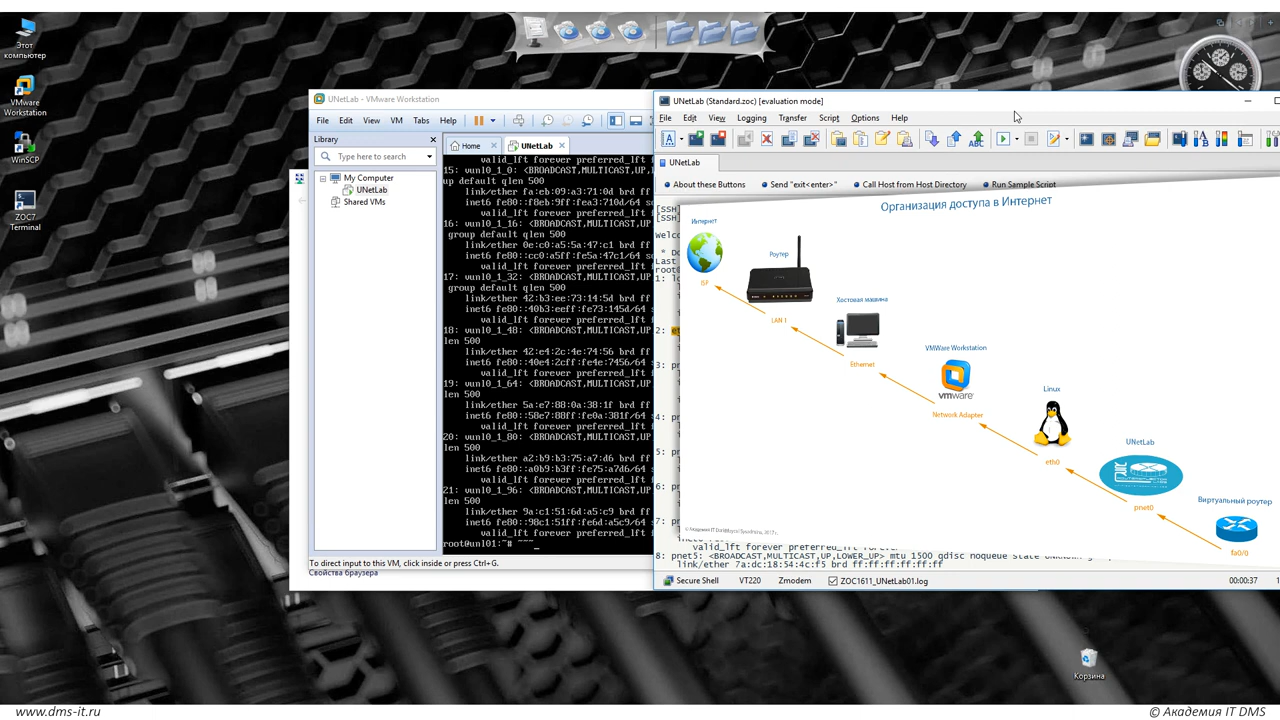 Этот
компьютер
VMware
Workstation
WinSCP
ZOC7
Terminal
UNetLab - VMware Workstation
File Edit View VM Tabs Help
Library
Type here to search
My Computer
UNetLab
Shared VMs
Home
UNetLab
valid_lft forever preferred_lft f
15: vunl0_1_0: <BROADCAST,MULTICAST,UP
up default qlen 500
link/ether fa:eb:09:a3:71:0d brd ff
inet6 fe80::f8eb:9ff:fea3:710d/64 s
valid_lft forever preferred_lft f
16: vunl0_1_16: <BROADCAST,MULTICAST,UP
group default qlen 500
link/ether 0e:c0:a5:5a:47:c1 brd ff
inet6 fe80::cc0:a5ff:fe5a:47c1/64 s
valid_lft forever preferred_lft f
17: vunl0_1_32: <BROADCAST,MULTICAST,UP
group default qlen 500
link/ether 42:b3:ee:73:14:5d brd ff
inet6 fe80::40b3:eeff:fe73:145d/64
valid_lft forever preferred_lft f
18: vunl0_1_48: <BROADCAST,MULTICAST,UP
len 500
link/ether 42:e4:2c:4e:74:56 brd ff
inet6 fe80::40e4:2cff:fe4e:7456/64
valid_lft forever preferred_lft f
19: vunl0_1_64: <BROADCAST,MULTICAST,UP
len 500
link/ether 5a:e7:88:0a:38:1f brd ff
inet6 fe80::58e7:88ff:fe0a:381f/64
valid_lft forever preferred_lft f
20: vunl0_1_80: <BROADCAST,MULTICAST,UP
len 500
link/ether a2:b9:b3:75:a7:d6 brd ff
inet6 fe80::a0b9:b3ff:fe75:a7d6/64
valid_lft forever preferred_lft f
21: vunl0_1_96: <BROADCAST,MULTICAST,UP
len 500
link/ether 9a:c1:51:6d:a5:c9 brd ff
inet6 fe80::98c1:51ff:fe6d:a5c9/64
valid_lft forever preferred_lft f
root@unl01:~# ~~~
To direct input to this VM, click inside or press Ctrl+G.
Свойства браузера
UNetLab (Standard.zoc) [evaluation mode]
File Edit View Logging Transfer Script Options Help
UNetLab
About these Buttons Send "exit<enter>" Call Host from Host Directory Run Sample Script
[SSH
[SSH
Welc
Last
root
Организация доступа в Интернет
Интернет
ISP
Роутер
LAN 1
Хостовая машина
Ethernet
VMWare Workstation
vmware
Network Adapter
Linux
eth0
UNetLab
pnet0
Виртуальный роутер
fa0/0
valid_lft forever preferred_lft forever
8: pnet5: <BROADCAST,MULTICAST,UP,LOWER_UP> mtu 1500 qdisc noqueue state
link/ether 7a:dc:18:54:4c:f5 brd ff:ff:ff:ff:ff:ff
Secure Shell VT220 Zmodem ZOC1611_UNetLab01.log 00:00:37
Корзина
www.dms-it.ru
© Академия IT DMS